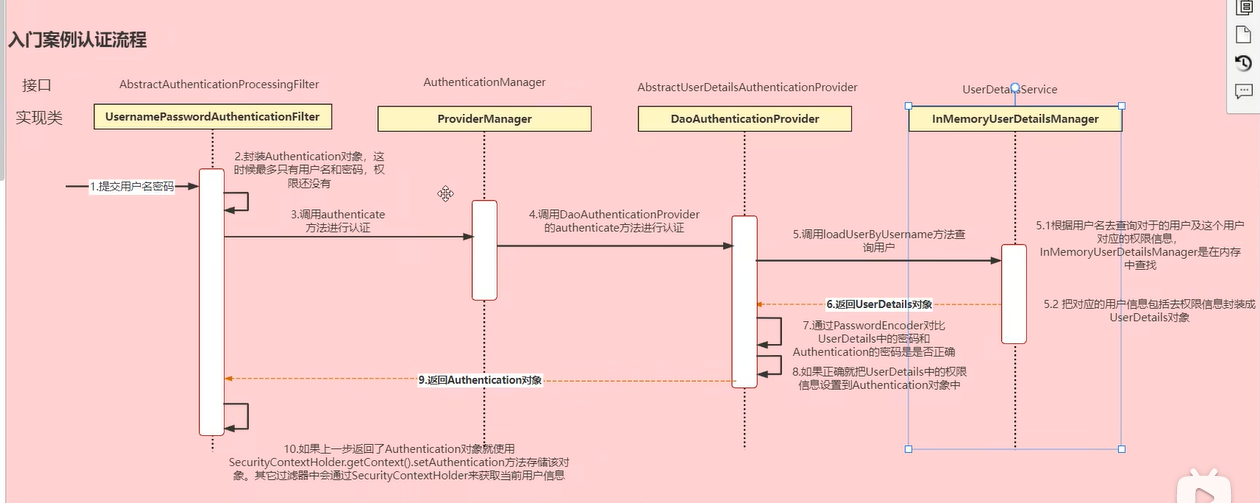 入门案例认证流程
接口
AbstractAuthenticationProcessingFilter
AuthenticationManager
AbstractUserDetailsAuthenticationProvider
UserDetailsService
实现类
UsernamePasswordAuthenticationFilter
ProviderManager
DaoAuthenticationProvider
InMemoryUserDetailsManager
1.提交用户名密码
2.封装Authentication对象，这
时候最多只有用户名和密码，权
限还没有
3.调用authenticate
方法进行认证
4.调用DaoAuthenticationProvider
的authenticate方法进行认证
5.调用loadUserByUsername方法查
询用户
5.1根据用户名去查询对于的用户及这个用户
对应的权限信息，
InMemoryUserDetailsManager是在内存
中查找
5.2 把对应的用户信息包括去权限信息封装成
UserDetails对象
6.返回UserDetails对象
7.通过PasswordEncoder对比
UserDetails中的密码和
Authentication的密码是是否正确
8.如果正确就把UserDetails中的权限
信息设置到Authentication对象中
9.返回Authentication对象
10.如果上一步返回了Authentication对象就使用
SecurityContextHolder.getContext().setAuthentication方法存储该对
象。其它过滤器中会通过SecurityContextHolder来获取当前用户信息